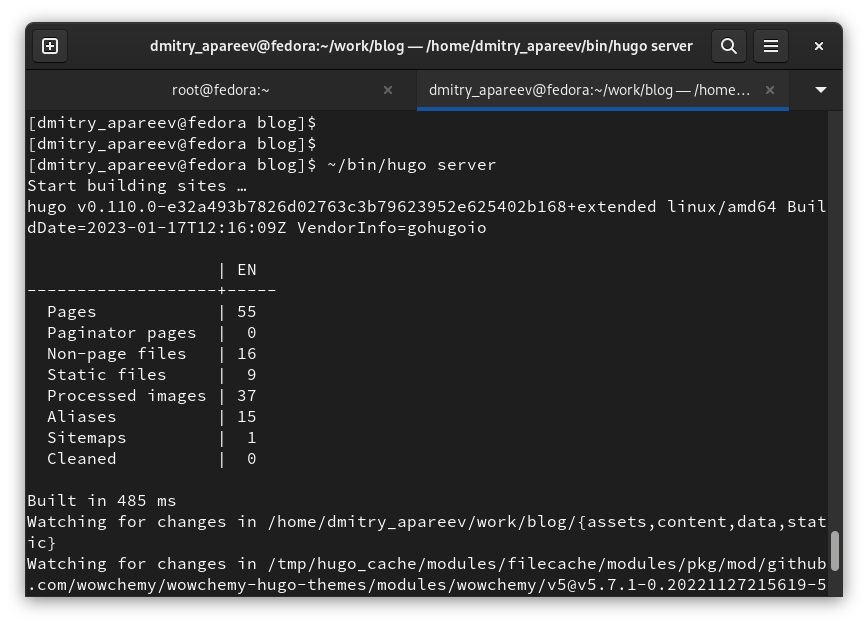 dmitry_apareev@fedora:~/work/blog — /home/dmitry_apareev/bin/hugo server
root@fedora:~
dmitry_apareev@fedora:~/work/blog — /home…
[dmitry_apareev@fedora blog]$
[dmitry_apareev@fedora blog]$
[dmitry_apareev@fedora blog]$ ~/bin/hugo server
Start building sites …
hugo v0.110.0-e32a493b7826d02763c3b79623952e625402b168+extended linux/amd64 Buil
dDate=2023-01-17T12:16:09Z VendorInfo=gohugoio
                   | EN
-------------------+-----
  Pages            | 55
  Paginator pages  |  0
  Non-page files   | 16
  Static files     |  9
  Processed images | 37
  Aliases          | 15
  Sitemaps         |  1
  Cleaned          |  0
Built in 485 ms
Watching for changes in /home/dmitry_apareev/work/blog/{assets,content,data,stat
ic}
Watching for changes in /tmp/hugo_cache/modules/filecache/modules/pkg/mod/github
.com/wowchemy/wowchemy-hugo-themes/modules/wowchemy/v5@v5.7.1-0.20221127215619-5